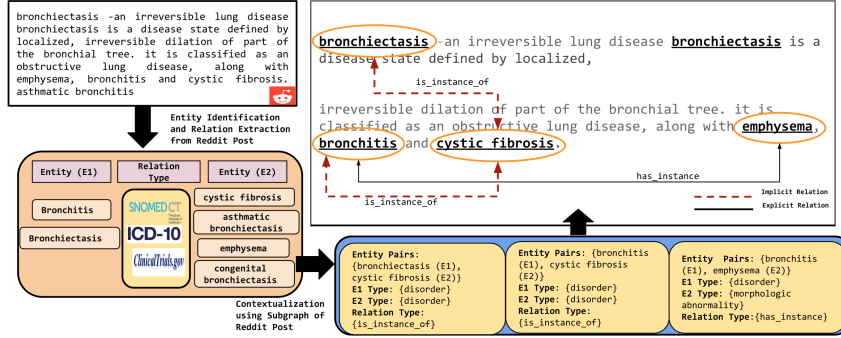 bronchiectasis -an irreversible lung disease
bronchiectasis is a disease state defined by
localized, irreversible dilation of part of
the bronchial tree. it is classified as an
obstructive lung disease, along with
emphysema, bronchitis and cystic fibrosis.
asthmatic bronchitis
Entity Identification
and Relation Extraction
from Reddit Post
Entity (E1)
Relation
Type
Entity (E2)
Bronchitis
Bronchiectasis
SNOMED CT
ICD-10
ClinicalTrials.gov
cystic fibrosis
asthmatic
bronchiectasis
emphysema
congenital
bronchiectasis
Contextualization
using Subgraph of
Reddit Post
bronchiectasis -an irreversible lung disease bronchiectasis is a
disease state defined by localized,
is_instance_of
irreversible dilation of part of the bronchial tree. it is
classified as an obstructive lung disease, along with emphysema,
bronchitis and cystic fibrosis.
has_instance
is_instance_of
Implicit Relation
Explicit Relation
Entity Pairs:
{bronchiectasis (E1),
cystic fibrosis (E2)}
E1 Type: {disorder}
E2 Type: {disorder}
Relation Type:
{is_instance_of}
Entity Pairs: {bronchitis
(E1), cystic fibrosis
(E2)}
E1 Type: {disorder}
E2 Type: {disorder}
Relation Type:
{is_instance_of}
Entity Pairs: {bronchitis
(E1), emphysema (E2)}
E1 Type: {disorder}
E2 Type: {morphologic
abnormality}
Relation Type:{has_instance}